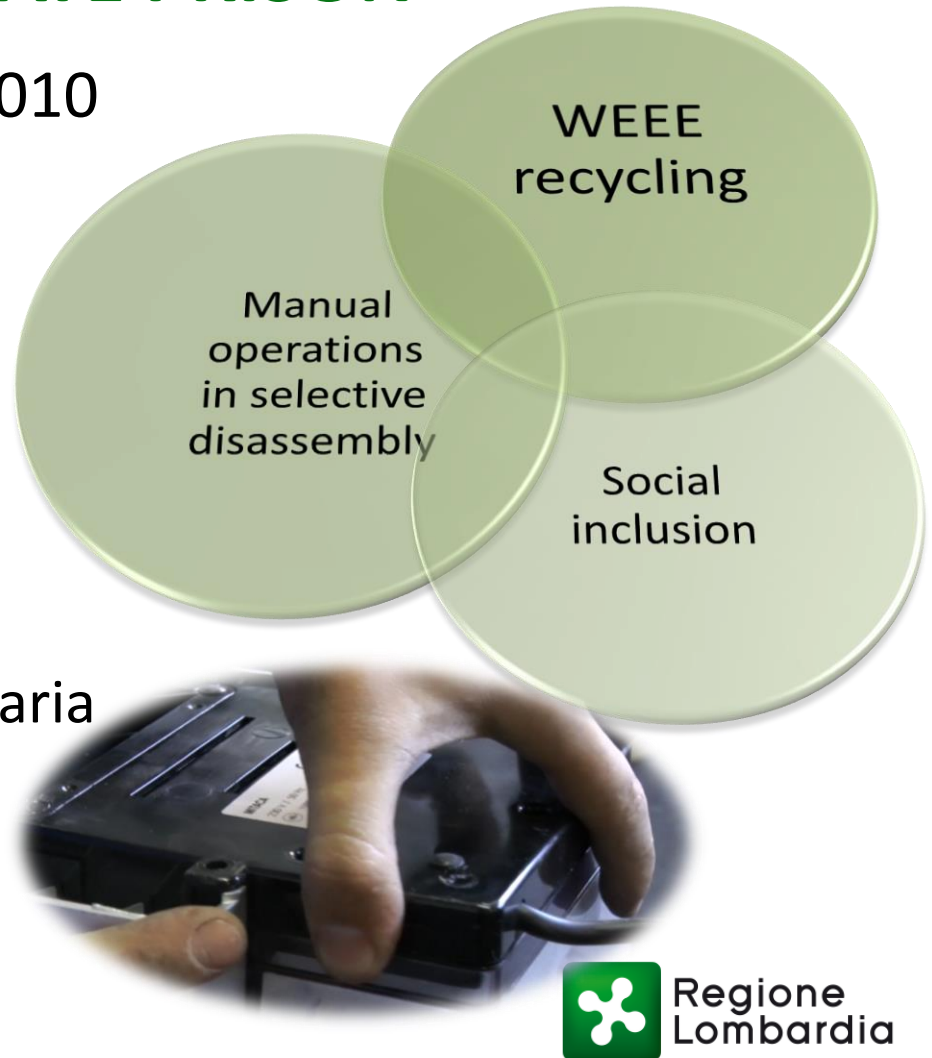 010
WEEE
recycling
Manual
operations
in selective
disassembly
Social
inclusion
aria
Regione
Lombardia